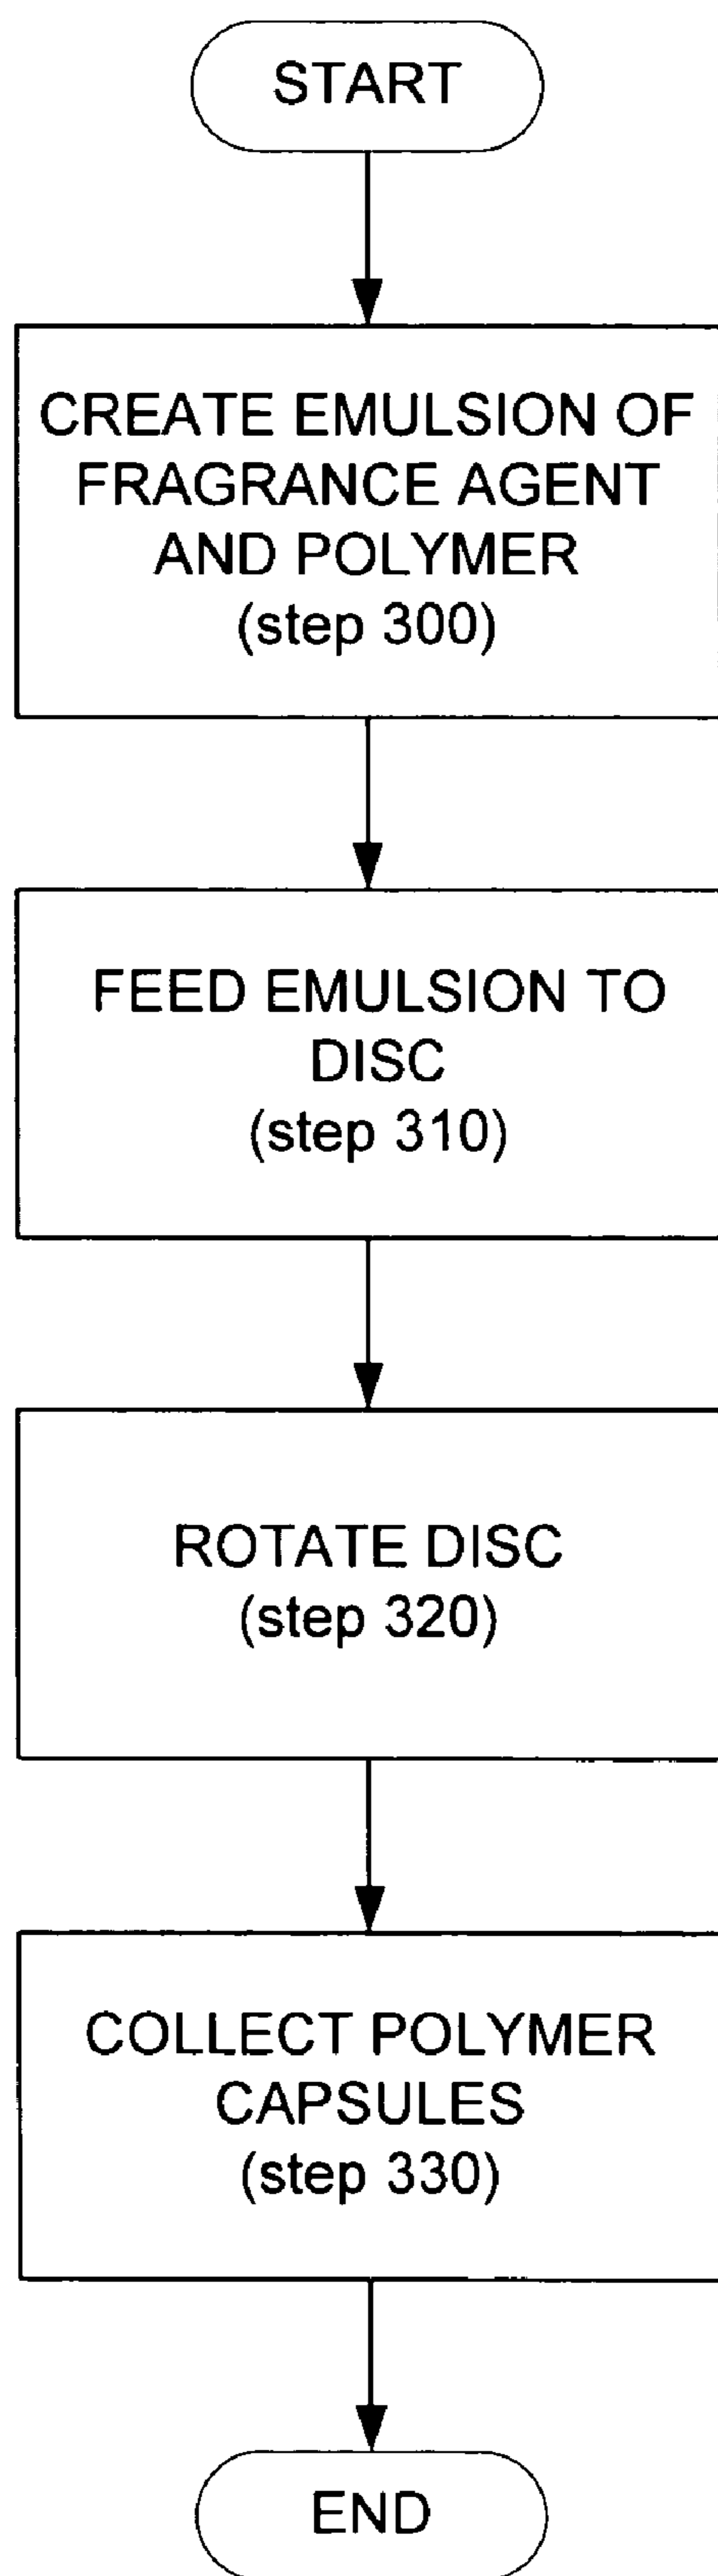 START
CREATE EMULSION OF
FRAGRANCE AGENT
AND POLYMER
(step 300)
FEED EMULSION TO
DISC
(step 310)
ROTATE DISC
(step 320)
COLLECT POLYMER
CAPSULES
(step 330)
END